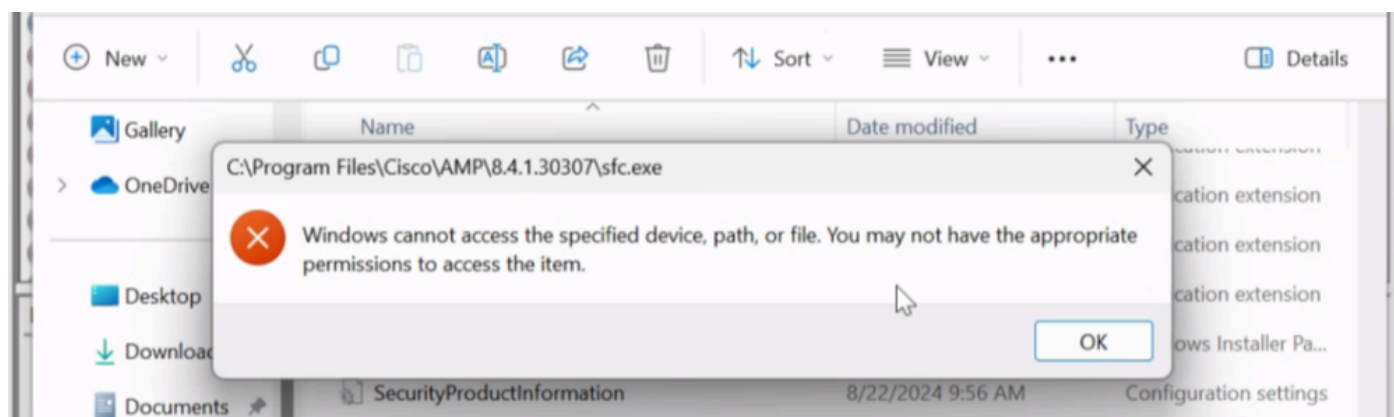 New
Sort
View
Details
Gallery
Name
Date modified
Type
C:\Program Files\Cisco\AMP\8.4.1.30307\sfc.exe
OneDrive
cation extension
Windows cannot access the specified device, path, or file. You may not have the appropriate
permissions to access the item.
cation extension
Desktop
cation extension
OK
Downloa
ows Installer Pa...
SecurityProductInformation
8/22/2024 9:56 AM
Configuration settings
Documents